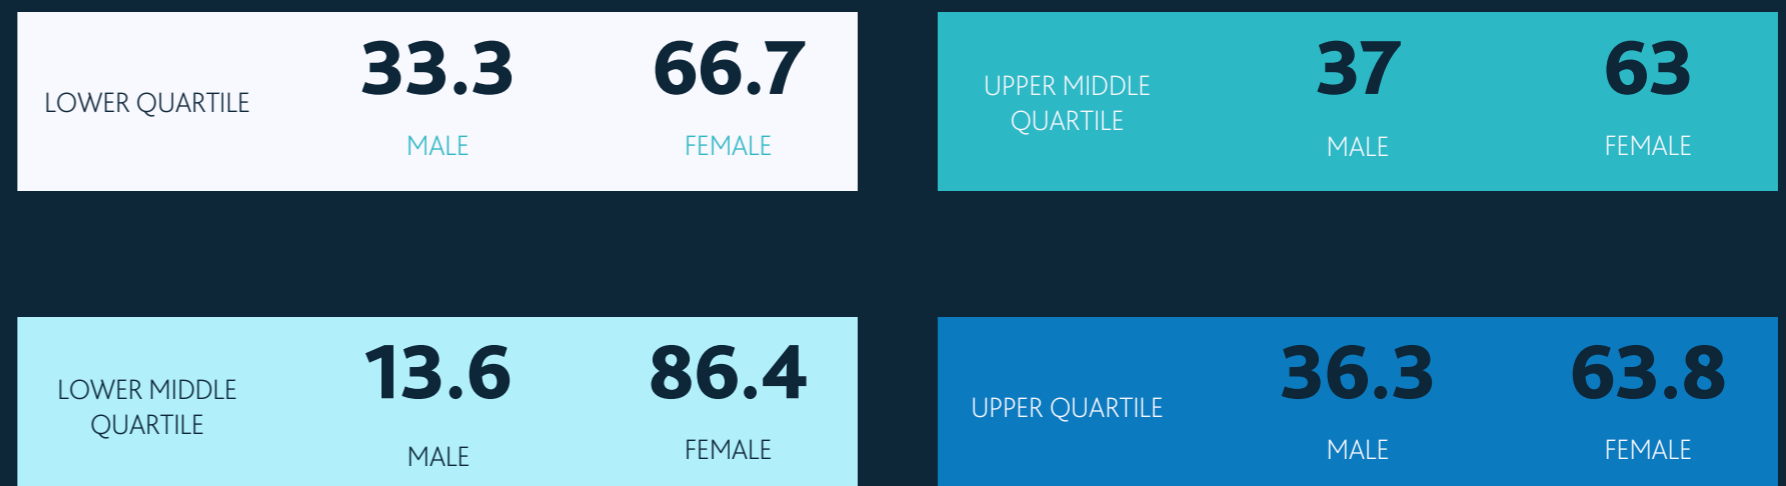 LOWER QUARTILE
33.3
MALE
66.7
FEMALE
UPPER MIDDLE
QUARTILE
37
MALE
63
FEMALE
LOWER MIDDLE
QUARTILE
13.6
MALE
86.4
FEMALE
UPPER QUARTILE
36.3
MALE
63.8
FEMALE